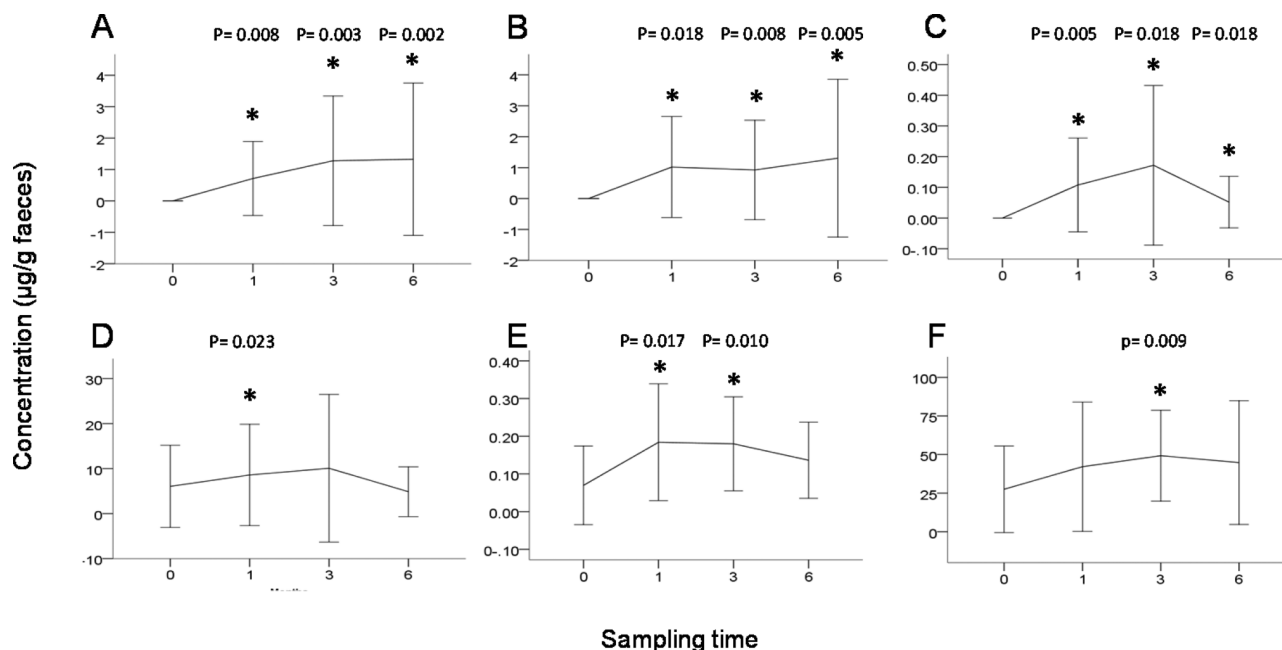 A
P= 0.008 P= 0.003 P= 0.002
* * *
4
3
2
1
0
-1
-2
0 1 3 6
B
P= 0.018 P= 0.008 P= 0.005
* * *
4
3
2
1
0
-1
-2
0 1 3 6
C
P= 0.005 P= 0.018 P= 0.018
* * *
0.50
0.40
0.30
0.20
0.10
0.00
0-.10
0 1 3 6
Concentration (µg/g faeces)
D
P= 0.023
*
30
20
10
0
-10
0 1 3 6
E
P= 0.017 P= 0.010
* *
0.40
0.30
0.20
0.10
0.00
0-.10
0 1 3 6
F
p= 0.009
*
100
75
50
25
0
0 1 3 6
Sampling time